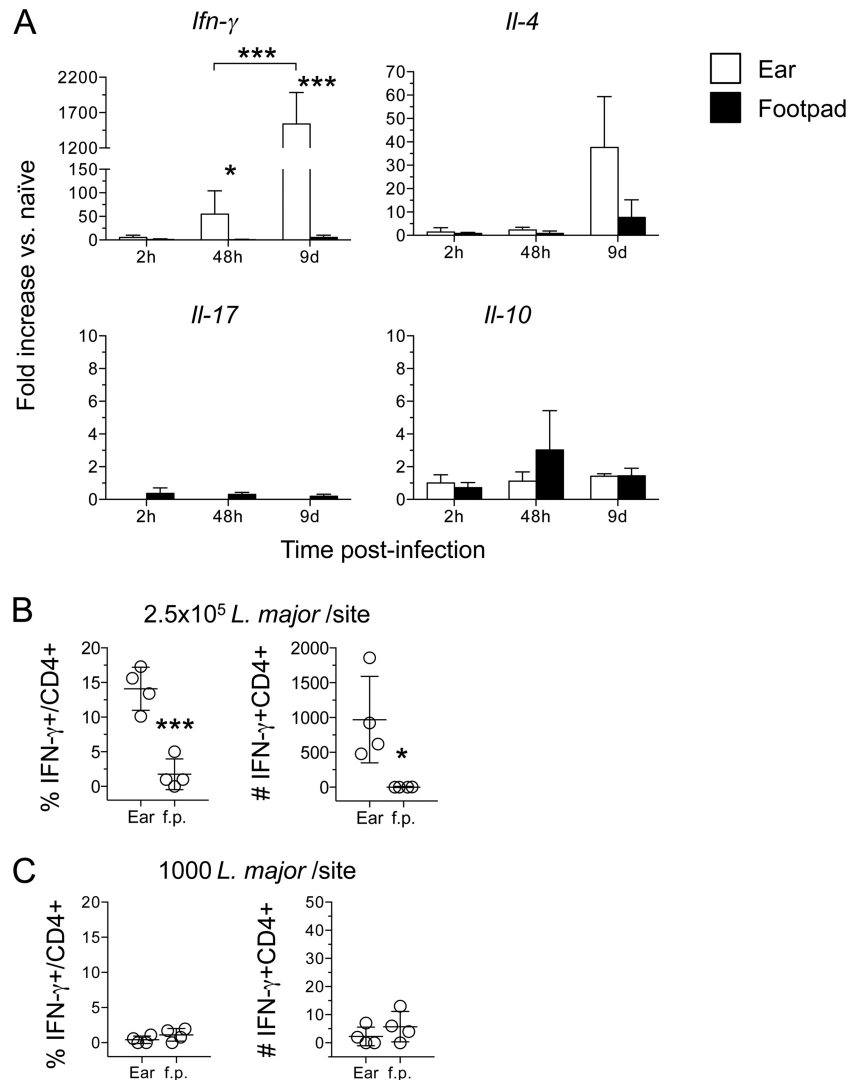 A
Ifn-γ
Il-4
Ear
Footpad
Fold increase vs. naïve
***
***
*
2200
1700
1200
150
100
50
0
2h 48h 9d
70
60
50
40
30
20
10
0
2h 48h 9d
Il-17
Il-10
10
8
6
4
2
0
2h 48h 9d
10
8
6
4
2
0
2h 48h 9d
Time post-infection
B
2.5x10⁵ L. major /site
% IFN-γ+/CD4+
20
15
10
5
0
***
Ear f.p.
# IFN-γ+CD4+
2000
1500
1000
500
0
*
Ear f.p.
C
1000 L. major /site
% IFN-γ+/CD4+
20
15
10
5
0
Ear f.p.
# IFN-γ+CD4+
50
40
30
20
10
0
Ear f.p.